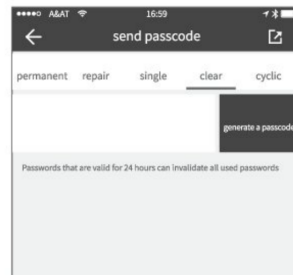 A&AT 16:59
send passcode
permanent repair single clear cyclic
generate a passcode
Passwords that are valid for 24 hours can invalidate all used passwords